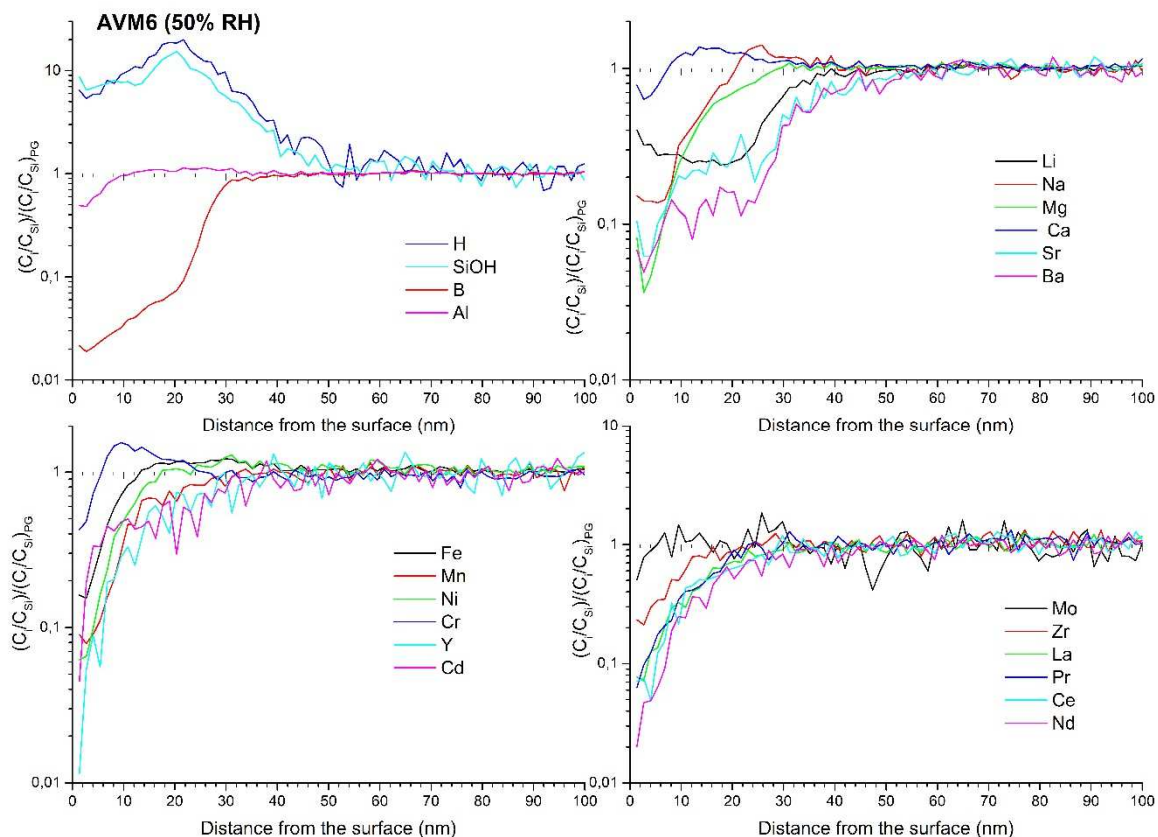 AVM6 (50% RH)
(Ci/CSi)/(Ci/CSi)PG
10
1
0,1
0,01
0 10 20 30 40 50 60 70 80 90 100
Distance from the surface (nm)
H
SiOH
B
Al
(Ci/CSi)/(Ci/CSi)PG
1
0,1
0,01
0 10 20 30 40 50 60 70 80 90 100
Distance from the surface (nm)
Li
Na
Mg
Ca
Sr
Ba
(Ci/CSi)/(Ci/CSi)PG
1
0,1
0,01
0 10 20 30 40 50 60 70 80 90 100
Distance from the surface (nm)
Fe
Mn
Ni
Cr
Y
Cd
(Ci/CSi)/(Ci/CSi)PG
10
1
0,1
0,01
0 10 20 30 40 50 60 70 80 90 100
Distance from the surface (nm)
Mo
Zr
La
Pr
Ce
Nd